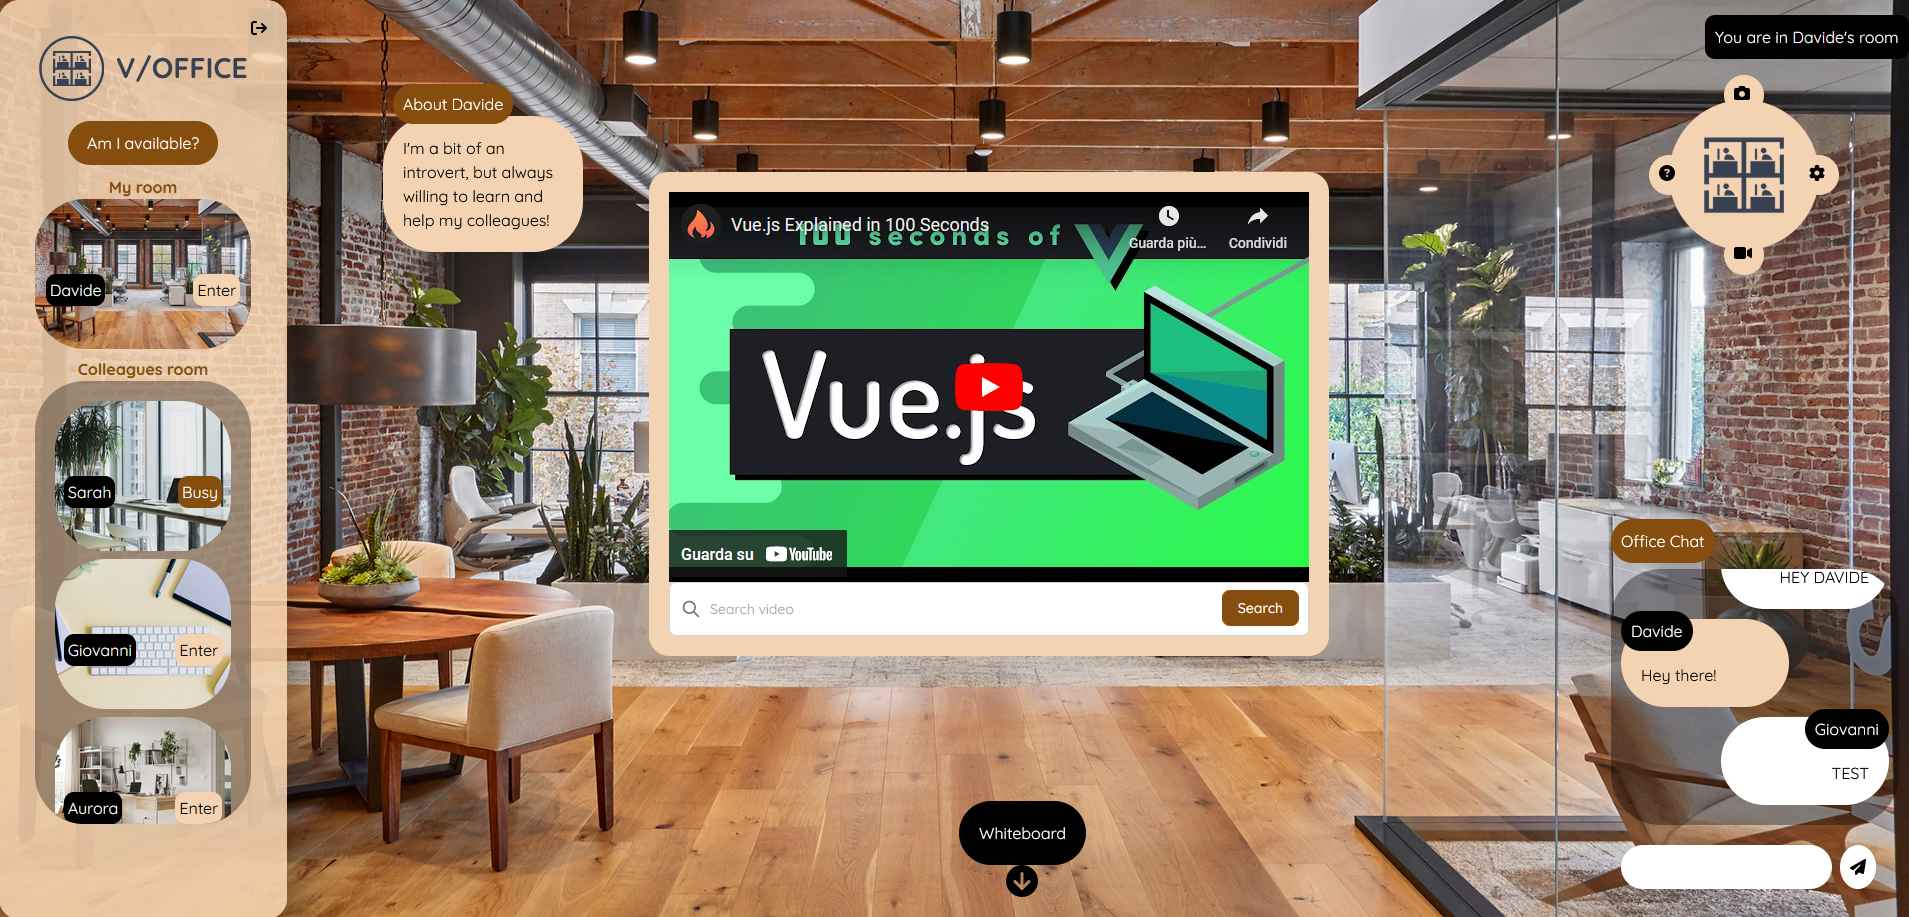 V/OFFICE
Am I available?
My room
Davide
Enter
Colleagues room
Sarah
Busy
Giovanni
Enter
Aurora
Enter
About Davide
I'm a bit of an
introvert, but always
willing to learn and
help my colleagues!
Vue.js Explained in 100 Seconds
100 seconds of
Guarda più...
Condividi
Vue.js
Guarda su YouTube
Search video
Search
Whiteboard
You are in Davide's room
Office Chat
HEY DAVIDE
Davide
Hey there!
Giovanni
TEST